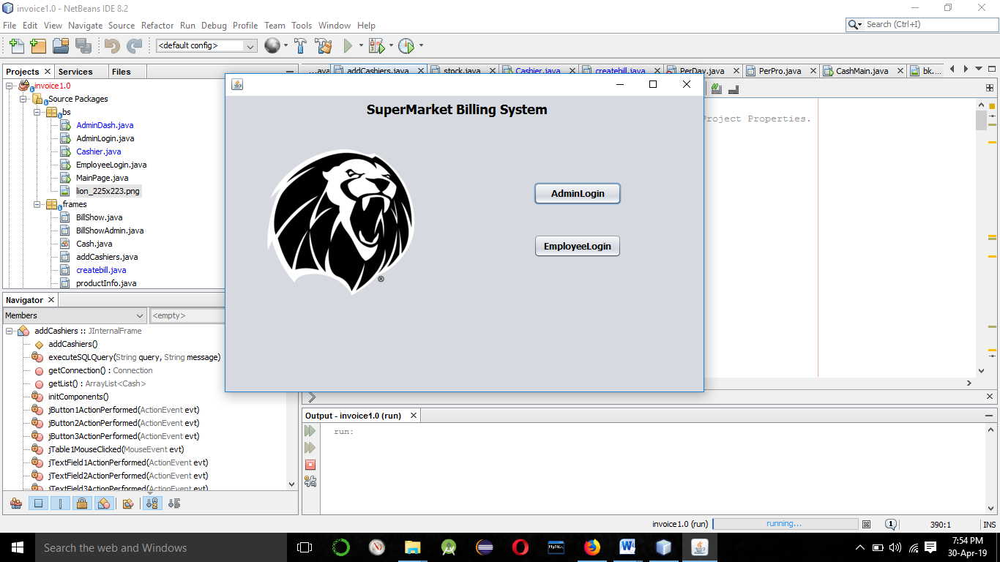 invoice1.0 - NetBeans IDE 8.2
File Edit View Navigate Source Refactor Run Debug Profile Team Tools Window Help
Search (Ctrl+I)
<default config>
Projects Services Files
invoice1.0
Source Packages
bs
AdminDash.java
AdminLogin.java
Cashier.java
EmployeeLogin.java
MainPage.java
lion_225x223.png
frames
BillShow.java
BillShowAdmin.java
Cash.java
addCashiers.java
createbill.java
productInfo.java
...ava addCashiers.java stock.java Cashier.java createbill.java PerDay.java PerPro.java CashMain.java bk....
Project Properties.
SuperMarket Billing System
®
AdminLogin
EmployeeLogin
Navigator
Members <empty>
addCashiers :: JInternalFrame
addCashiers()
executeSQLQuery(String query, String message)
getConnection() : Connection
getList() : ArrayList<Cash>
initComponents()
jButton1ActionPerformed(ActionEvent evt)
jButton2ActionPerformed(ActionEvent evt)
jButton3ActionPerformed(ActionEvent evt)
jTable1MouseClicked(MouseEvent evt)
jTextField1ActionPerformed(ActionEvent evt)
jTextField2ActionPerformed(ActionEvent evt)
jTextField3ActionPerformed(ActionEvent evt)
Output - invoice1.0 (run)
run:
invoice1.0 (run) running... 1 390:1 INS
Search the web and Windows
MySQL
7:54 PM
30-Apr-19